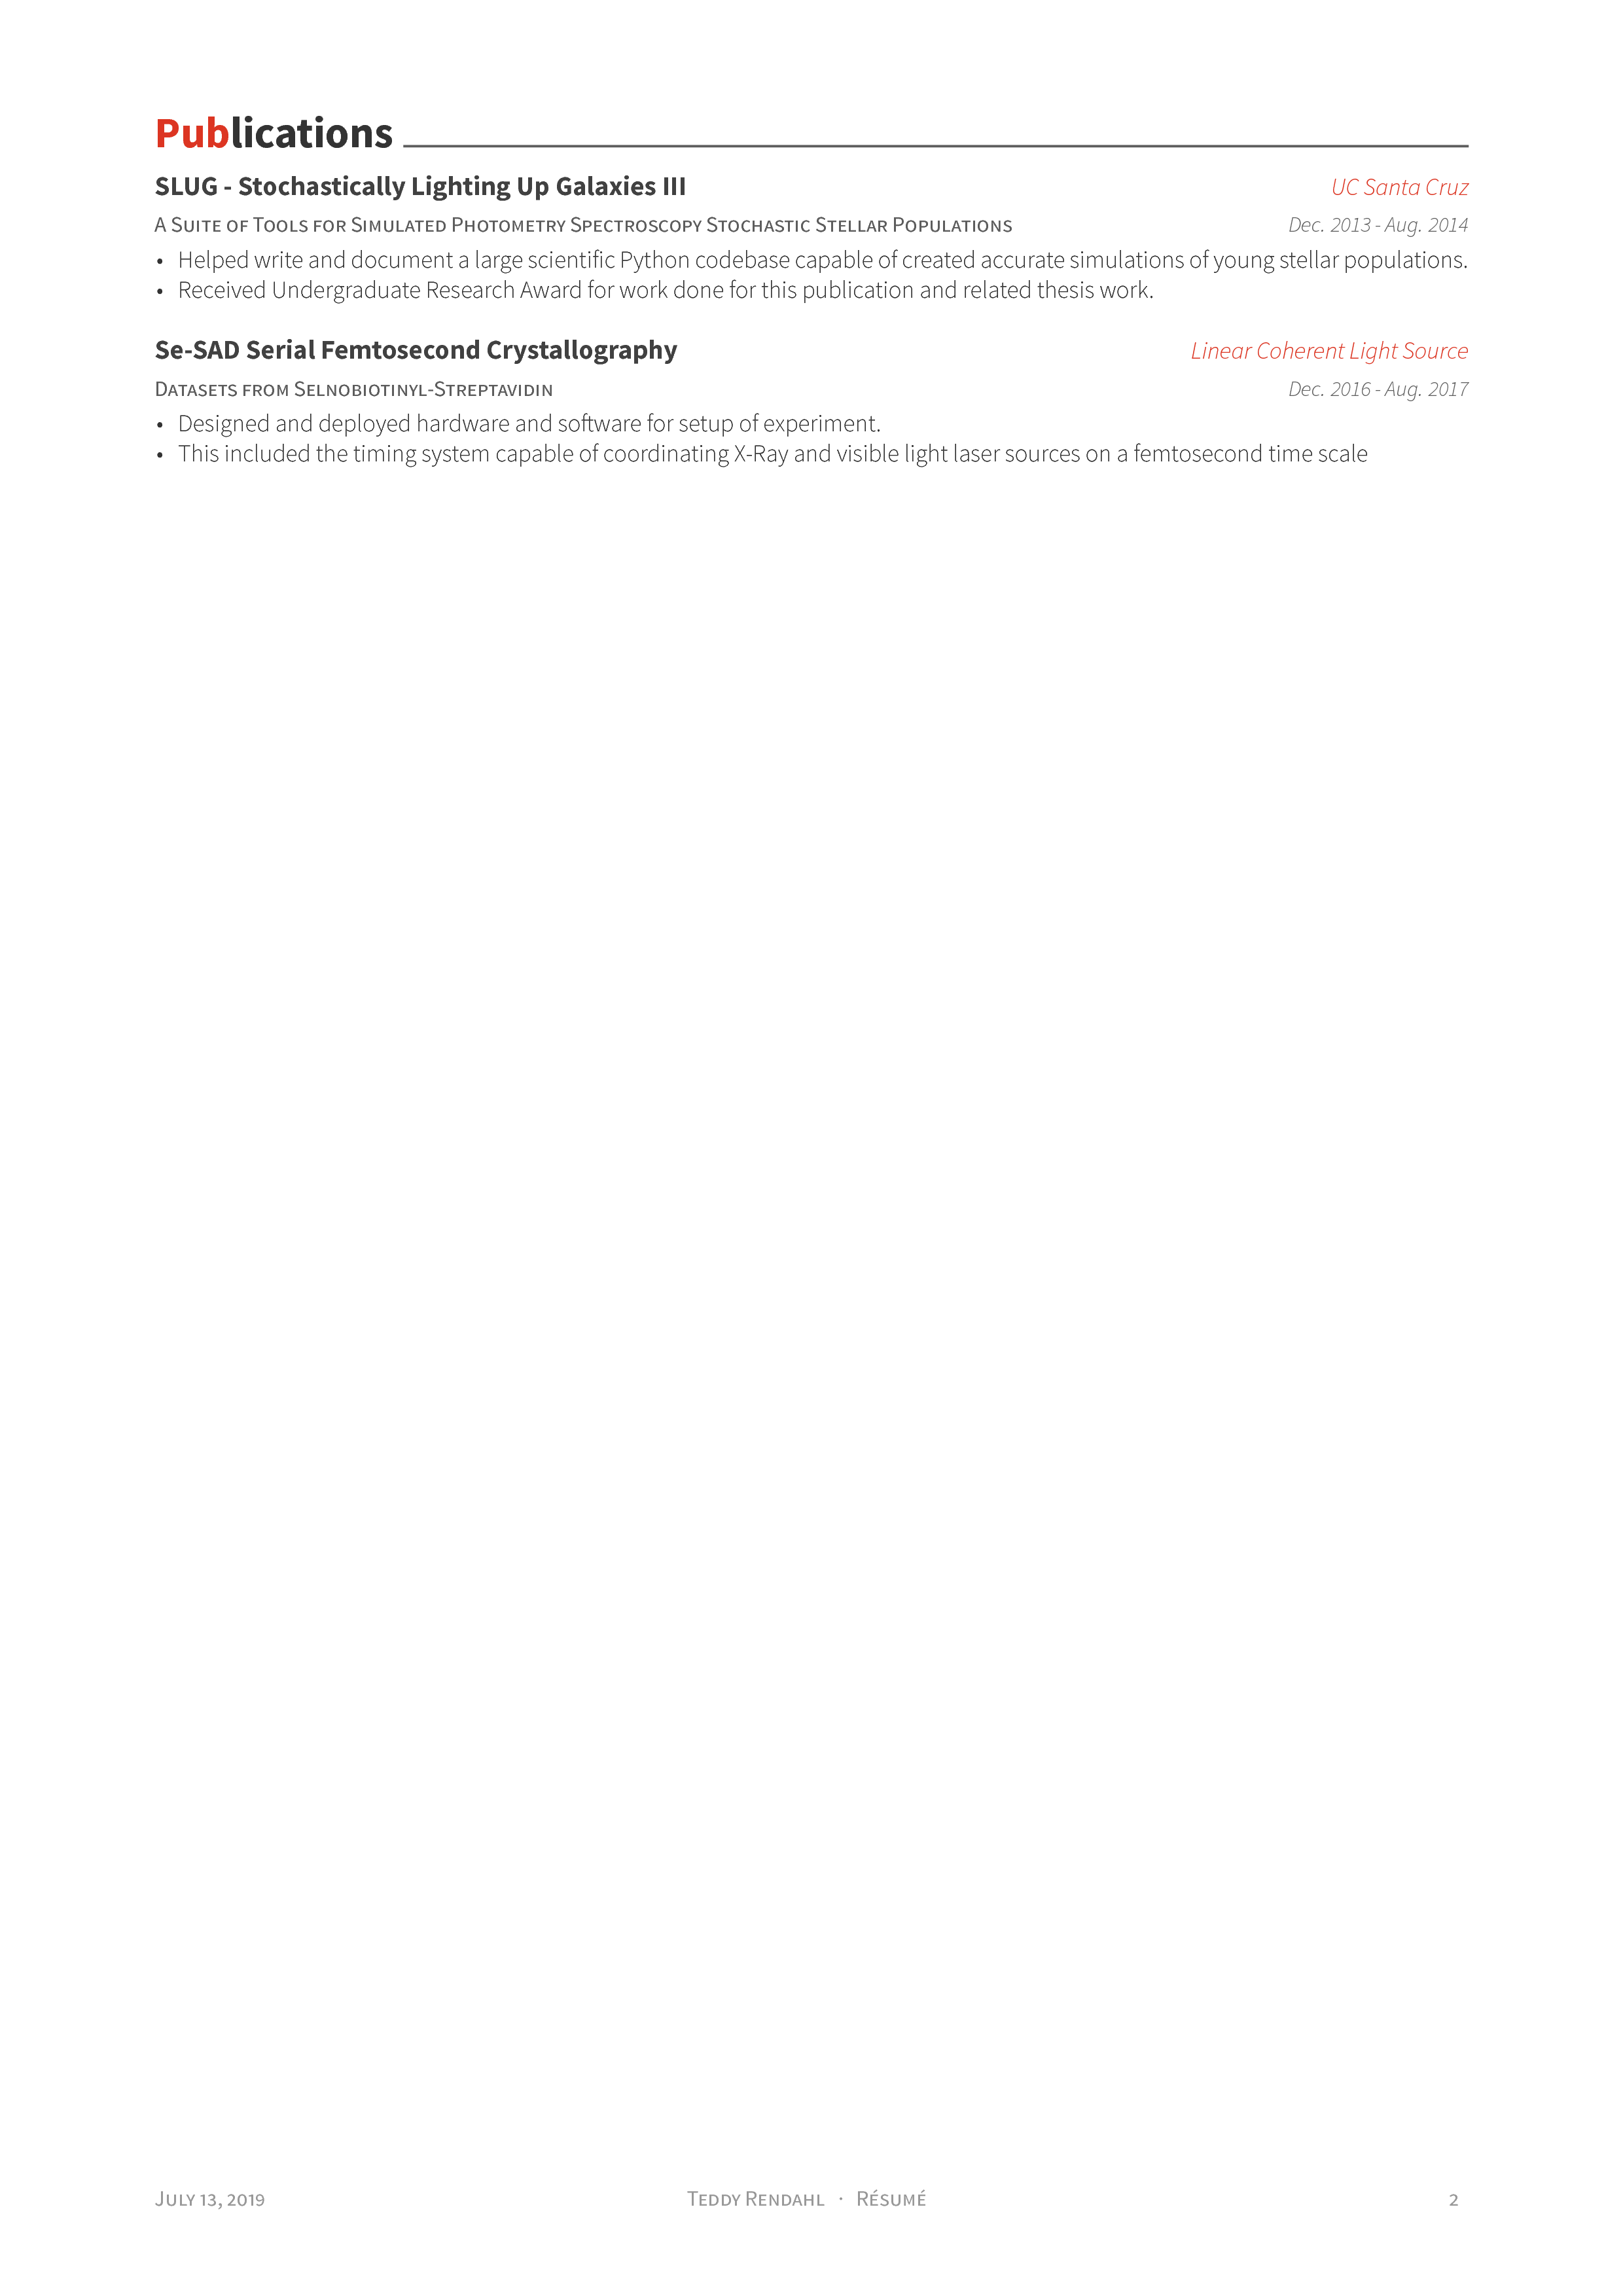 Publications
SLUG - Stochastically Lighting Up Galaxies III UC Santa Cruz
A Suite of Tools for Simulated Photometry Spectroscopy Stochastic Stellar Populations Dec. 2013 - Aug. 2014
• Helped write and document a large scientific Python codebase capable of created accurate simulations of young stellar populations.
• Received Undergraduate Research Award for work done for this publication and related thesis work.
Se-SAD Serial Femtosecond Crystallography Linear Coherent Light Source
Datasets from Selnobiotinyl-Streptavidin Dec. 2016 - Aug. 2017
• Designed and deployed hardware and software for setup of experiment.
• This included the timing system capable of coordinating X-Ray and visible light laser sources on a femtosecond time scale
July 13, 2019 Teddy Rendahl · Résumé 2